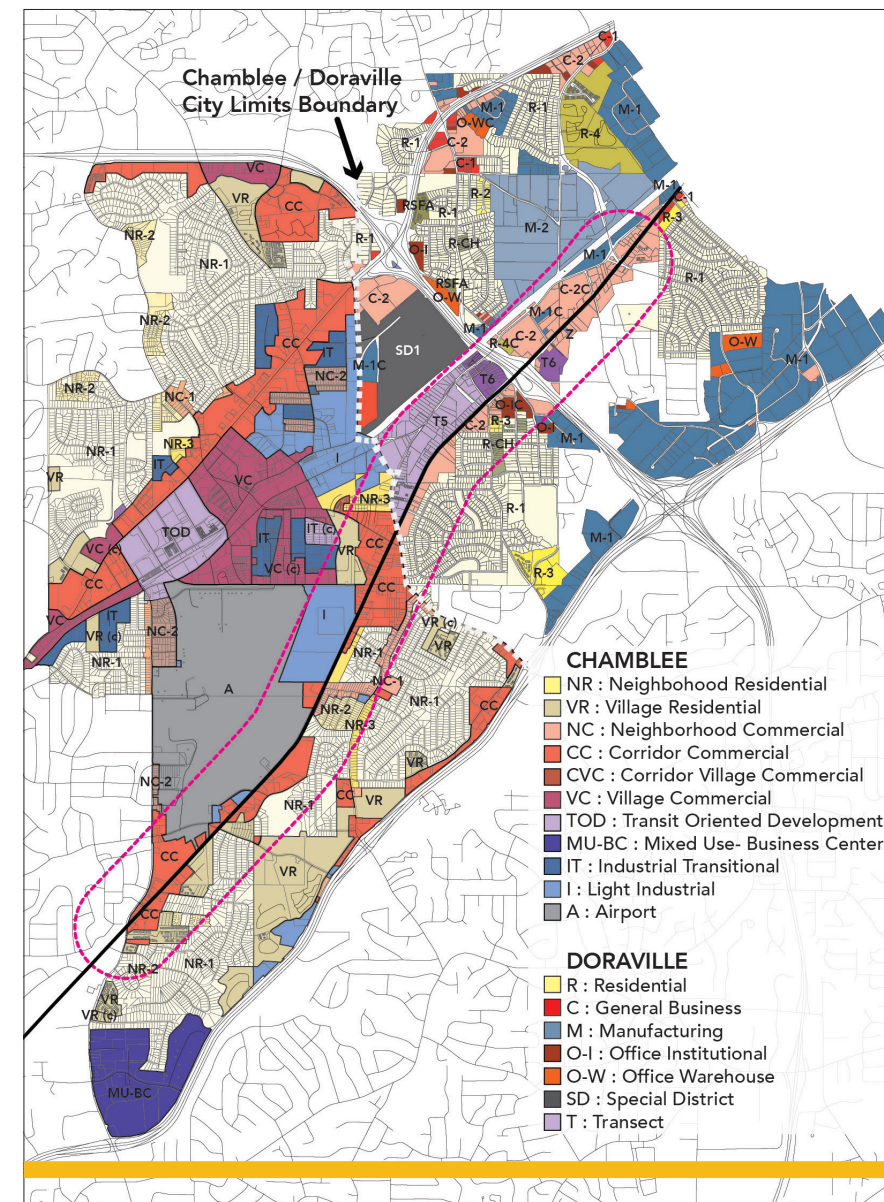 Chamblee / Doraville
City Limits Boundary
C-1
C-2
M-1
R-1
M-1
O-WC
R-4
R-1
C-2
C-1
VC
VR
CC
R-2
M-1
C-1
RSFA
R-1
R-3
NR-2
NR-1
R-1
R-CH
M-2
O-I
M-1
R-1
RSFA
O-W
C-2
C-2C
NR-2
CC
M-1C
M-1
C-2
Z
O-W
M-1
IT
SD1
R-4C
T6
M-1C
NC-2
T6
NR-2
NC-1
O-IC
T5
C-2
R-3
O-I
M-1
NR-1
NR-3
R-CH
I
IT
VR
VC
NR-3
R-1
M-1
TOD
IT
IT (c)
CC
VC (c)
VR
CC
VC (c)
R-3
CC
VC
IT
I
VR (c)
VR (c)
NC-2
VR
NR-1
NR-1
A
NC-1
NR-1
NR-2
NR-3
CC
VR
NC-2
NR-1
CC
VR
CC
VR
CC
NR-2
NR-1
VR
VR (c)
MU-BC
CHAMBLEE
NR : Neighbohood Residential
VR : Village Residential
NC : Neighborhood Commercial
CC : Corridor Commercial
CVC : Corridor Village Commercial
VC : Village Commercial
TOD : Transit Oriented Development
MU-BC : Mixed Use- Business Center
IT : Industrial Transitional
I : Light Industrial
A : Airport
DORAVILLE
R : Residential
C : General Business
M : Manufacturing
O-I : Office Institutional
O-W : Office Warehouse
SD : Special District
T : Transect